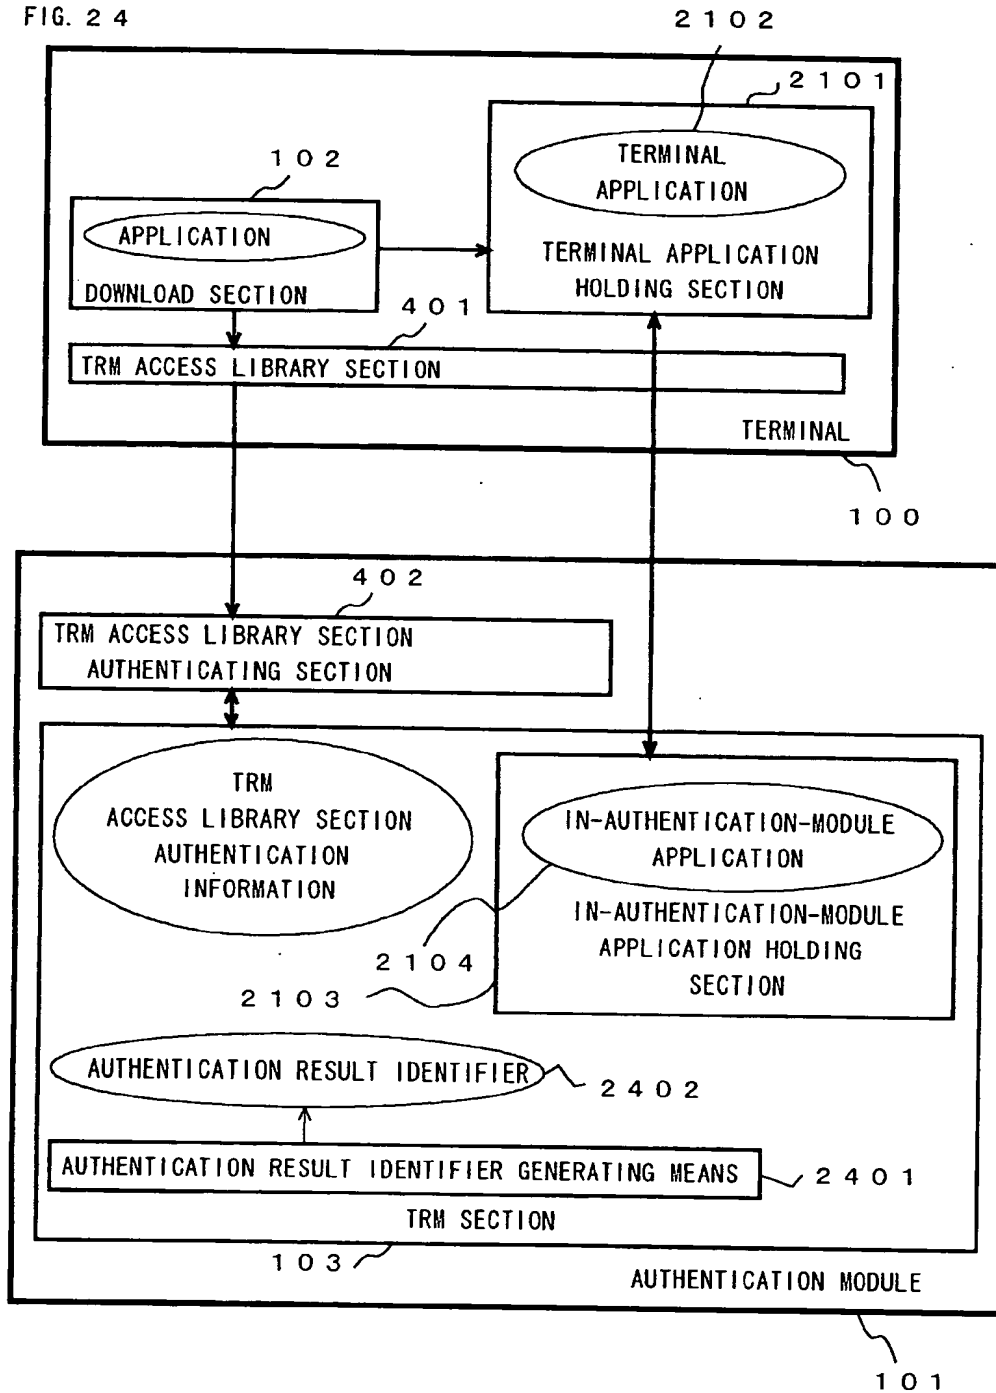 FIG. 24
2102
2101
TERMINAL
APPLICATION
102
APPLICATION
TERMINAL APPLICATION
HOLDING SECTION
DOWNLOAD SECTION
401
TRM ACCESS LIBRARY SECTION
TERMINAL
100
402
TRM ACCESS LIBRARY SECTION
AUTHENTICATING SECTION
TRM
ACCESS LIBRARY SECTION
AUTHENTICATION
INFORMATION
IN-AUTHENTICATION-MODULE
APPLICATION
IN-AUTHENTICATION-MODULE
APPLICATION HOLDING
SECTION
2104
2103
AUTHENTICATION RESULT IDENTIFIER
2402
AUTHENTICATION RESULT IDENTIFIER GENERATING MEANS
2401
TRM SECTION
103
AUTHENTICATION MODULE
101